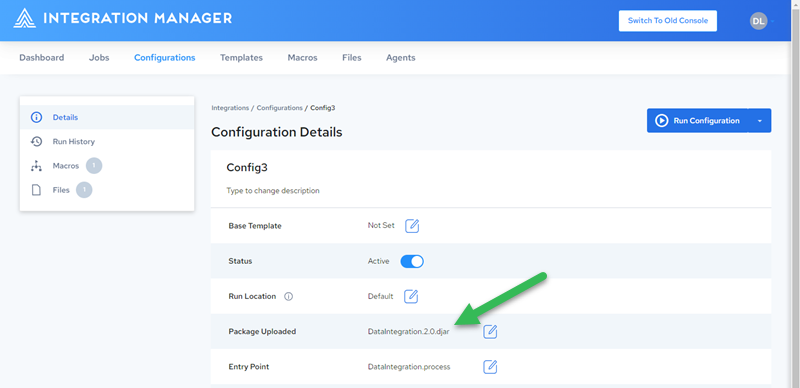 INTEGRATION MANAGER
Switch To Old Console
DL
Dashboard Jobs Configurations Templates Macros Files Agents
Details
Run History
Macros 1
Files 1
Integrations / Configurations / Config3
Configuration Details
Run Configuration
Config3
Type to change description
Base Template Not Set
Status Active
Run Location Default
Package Uploaded DataIntegration.2.0.djar
Entry Point DataIntegration.process